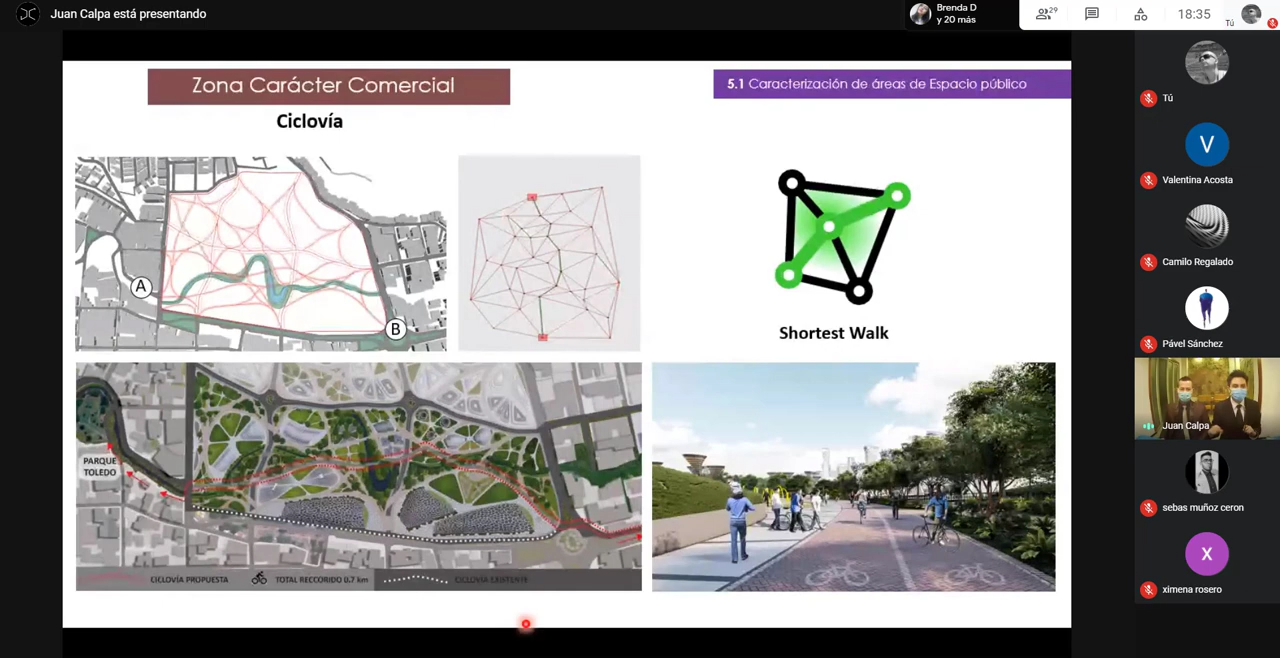 Juan Calpa está presentando
Brenda D
y 20 más
29
18:35
Tú
Zona Carácter Comercial
5.1 Caracterización de áreas de Espacio público
Ciclovía
A
B
Shortest Walk
PARQUE
TOLEDO
CICLOVÍA PROPUESTA
TOTAL RECCORIDO 0.7 km
CICLOVÍA EXISTENTE
Tú
V
Valentina Acosta
Camilo Regalado
Pável Sánchez
Juan Calpa
sebas muñoz ceron
X
ximena rosero